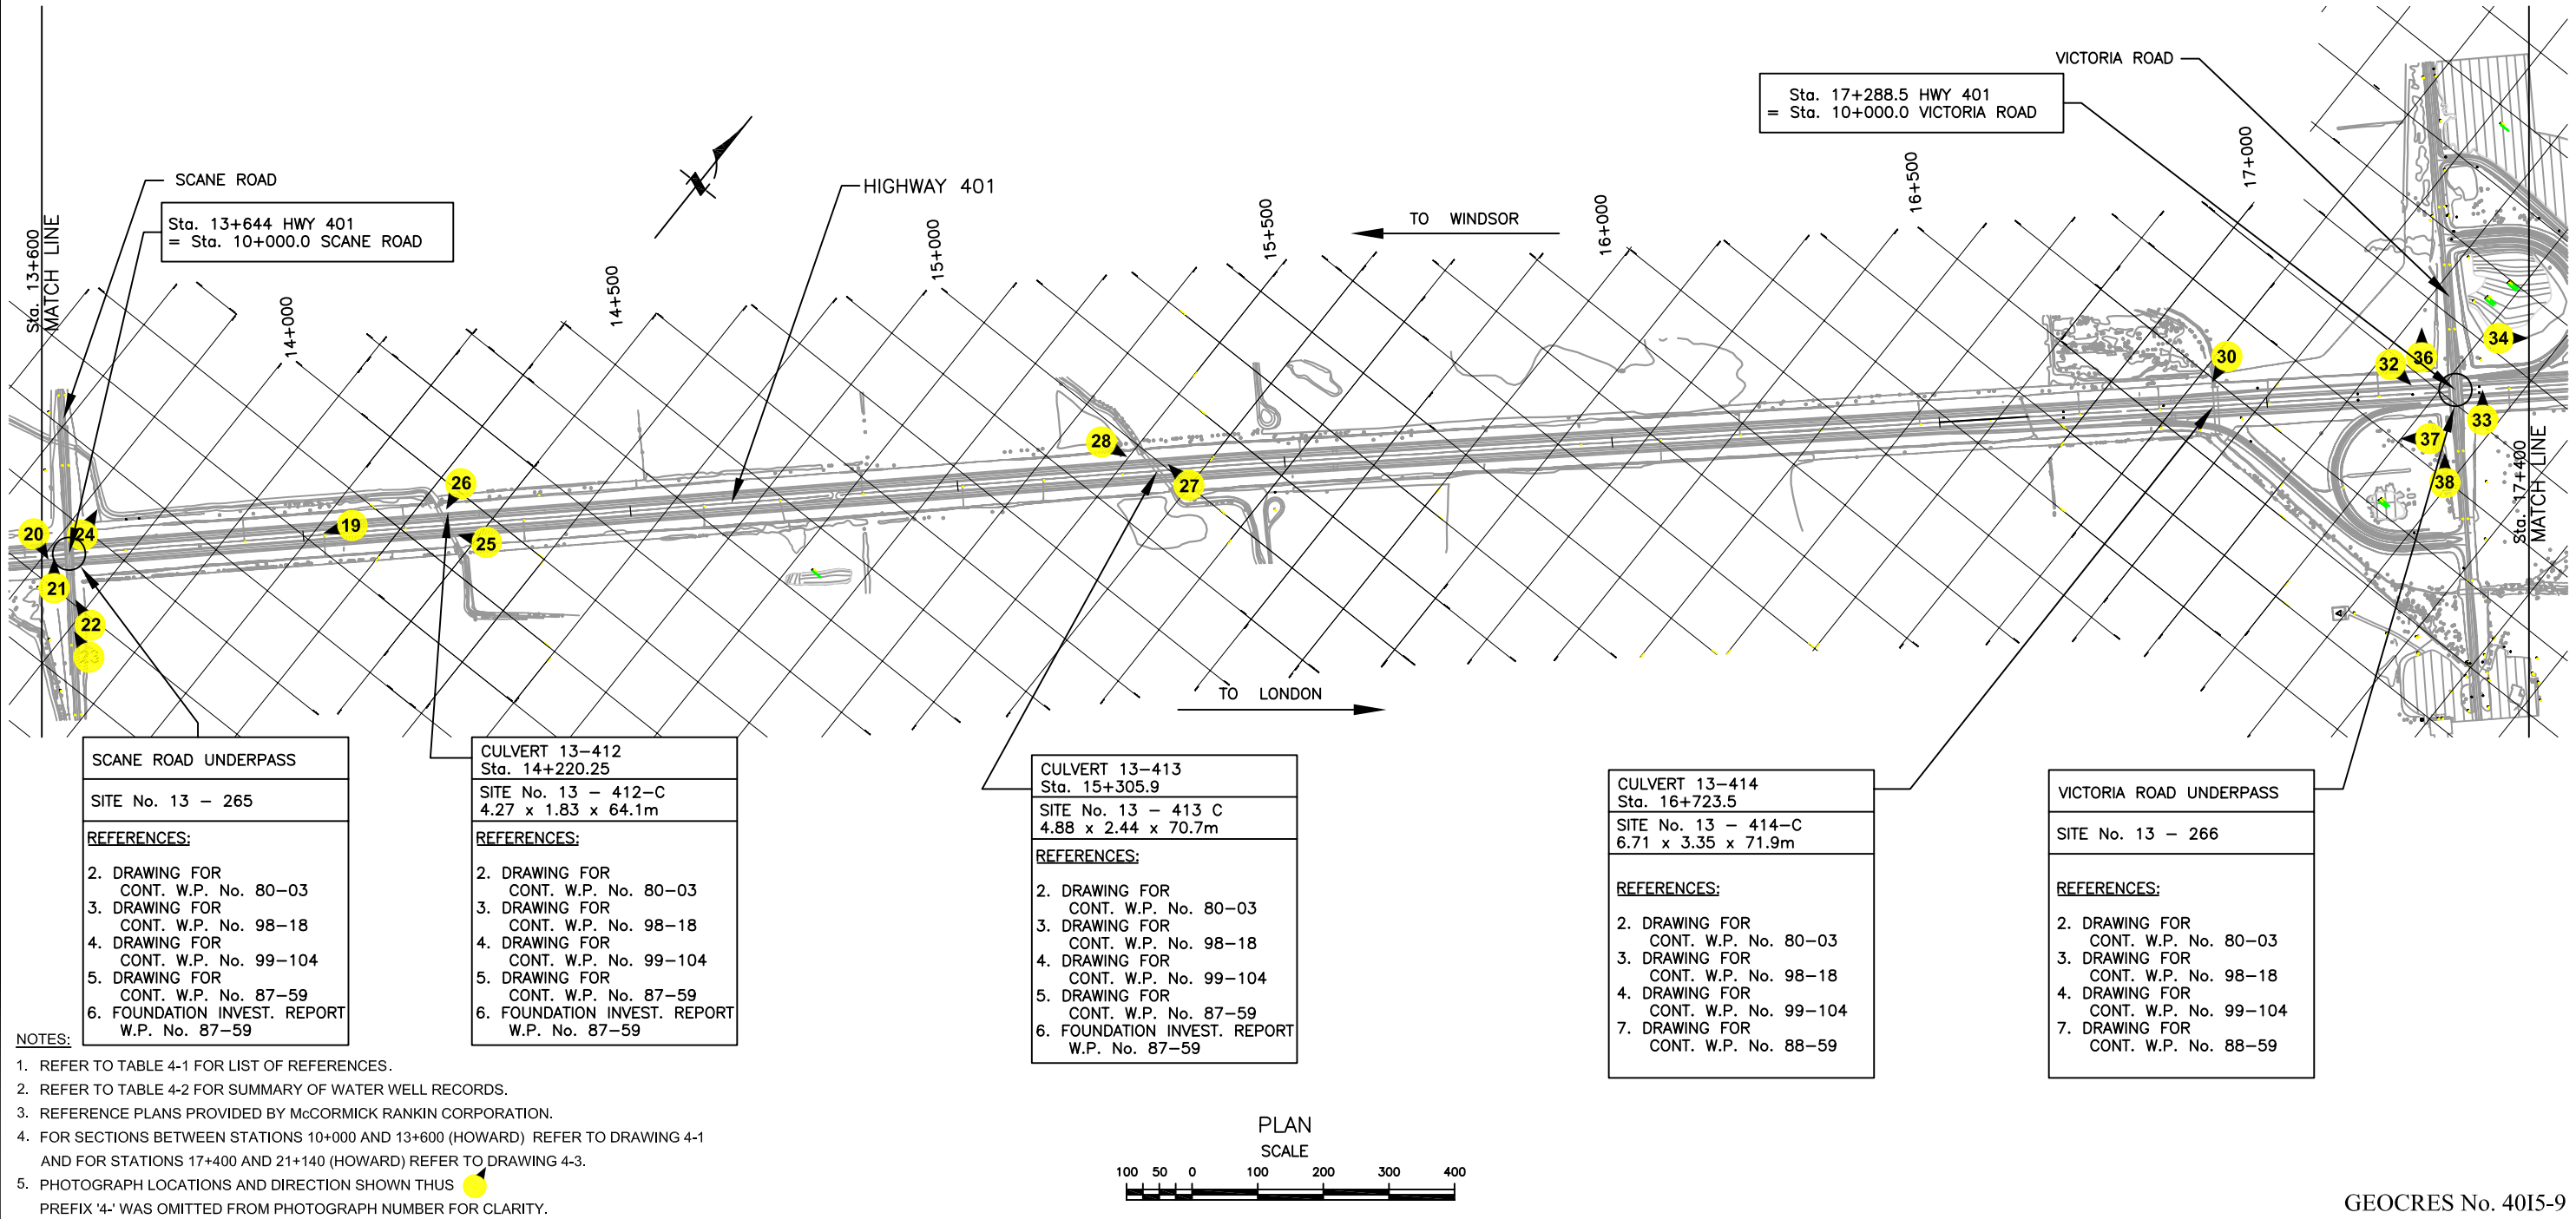 VICTORIA ROAD
Sta. 17+288.5 HWY 401
= Sta. 10+000.0 VICTORIA ROAD
SCANE ROAD
Sta. 13+644 HWY 401
= Sta. 10+000.0 SCANE ROAD
Sta. 13+600
MATCH LINE
HIGHWAY 401
TO WINDSOR
14+000
14+500
15+000
15+500
16+000
16+500
17+000
20
24
21
22
23
19
26
25
28
27
30
32
36
34
33
37
38
Sta. 17+400
MATCH LINE
TO LONDON
SCANE ROAD UNDERPASS
SITE No. 13 – 265
REFERENCES:
2. DRAWING FOR
CONT. W.P. No. 80–03
3. DRAWING FOR
CONT. W.P. No. 98–18
4. DRAWING FOR
CONT. W.P. No. 99–104
5. DRAWING FOR
CONT. W.P. No. 87–59
6. FOUNDATION INVEST. REPORT
W.P. No. 87–59
CULVERT 13–412
Sta. 14+220.25
SITE No. 13 – 412–C
4.27 x 1.83 x 64.1m
REFERENCES:
2. DRAWING FOR
CONT. W.P. No. 80–03
3. DRAWING FOR
CONT. W.P. No. 98–18
4. DRAWING FOR
CONT. W.P. No. 99–104
5. DRAWING FOR
CONT. W.P. No. 87–59
6. FOUNDATION INVEST. REPORT
W.P. No. 87–59
CULVERT 13–413
Sta. 15+305.9
SITE No. 13 – 413 C
4.88 x 2.44 x 70.7m
REFERENCES:
2. DRAWING FOR
CONT. W.P. No. 80–03
3. DRAWING FOR
CONT. W.P. No. 98–18
4. DRAWING FOR
CONT. W.P. No. 99–104
5. DRAWING FOR
CONT. W.P. No. 87–59
6. FOUNDATION INVEST. REPORT
W.P. No. 87–59
CULVERT 13–414
Sta. 16+723.5
SITE No. 13 – 414–C
6.71 x 3.35 x 71.9m
REFERENCES:
2. DRAWING FOR
CONT. W.P. No. 80–03
3. DRAWING FOR
CONT. W.P. No. 98–18
4. DRAWING FOR
CONT. W.P. No. 99–104
7. DRAWING FOR
CONT. W.P. No. 88–59
VICTORIA ROAD UNDERPASS
SITE No. 13 – 266
REFERENCES:
2. DRAWING FOR
CONT. W.P. No. 80–03
3. DRAWING FOR
CONT. W.P. No. 98–18
4. DRAWING FOR
CONT. W.P. No. 99–104
7. DRAWING FOR
CONT. W.P. No. 88–59
NOTES:
1. REFER TO TABLE 4-1 FOR LIST OF REFERENCES.
2. REFER TO TABLE 4-2 FOR SUMMARY OF WATER WELL RECORDS.
3. REFERENCE PLANS PROVIDED BY McCORMICK RANKIN CORPORATION.
4. FOR SECTIONS BETWEEN STATIONS 10+000 AND 13+600 (HOWARD) REFER TO DRAWING 4-1
AND FOR STATIONS 17+400 AND 21+140 (HOWARD) REFER TO DRAWING 4-3.
5. PHOTOGRAPH LOCATIONS AND DIRECTION SHOWN THUS
PREFIX '4-' WAS OMITTED FROM PHOTOGRAPH NUMBER FOR CLARITY.
PLAN
SCALE
100 50 0 100 200 300 400
GEOCRES No. 40I5-9